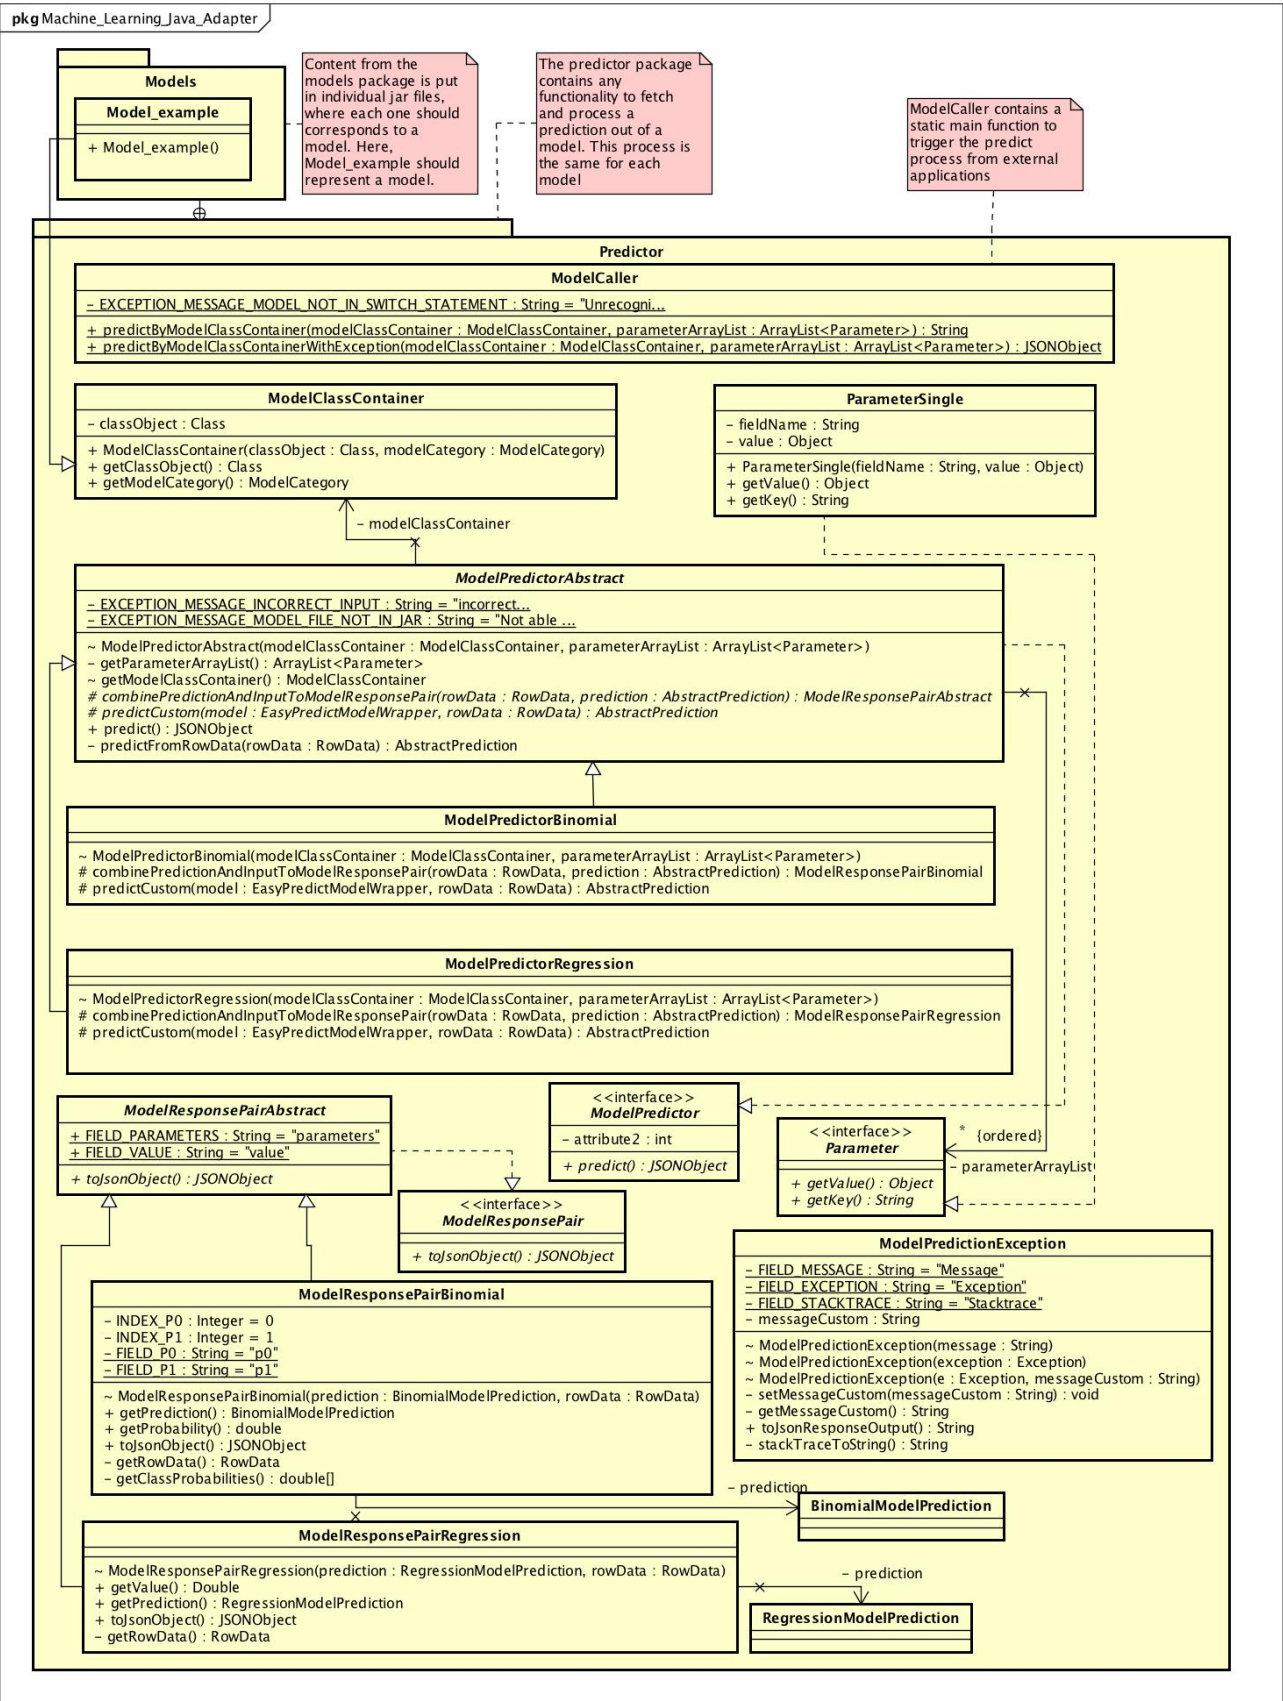 pkg Machine_Learning_Java_Adapter
Models
Model_example
+ Model_example()
Content from the
models package is put
in individual jar files,
where each one should
corresponds to a
model. Here,
Model_example should
represent a model.
The predictor package
contains any
functionality to fetch
and process a
prediction out of a
model. This process is
the same for each
model
ModelCaller contains a
static main function to
trigger the predict
process from external
applications
Predictor
ModelCaller
– EXCEPTION_MESSAGE_MODEL_NOT_IN_SWITCH_STATEMENT : String = "Unrecogni...
+ predictByModelClassContainer(modelClassContainer : ModelClassContainer, parameterArrayList : ArrayList<Parameter>) : String
+ predictByModelClassContainerWithException(modelClassContainer : ModelClassContainer, parameterArrayList : ArrayList<Parameter>) : JSONObject
ModelClassContainer
– classObject : Class
+ ModelClassContainer(classObject : Class, modelCategory : ModelCategory)
+ getClassObject() : Class
+ getModelCategory() : ModelCategory
ParameterSingle
– fieldName : String
– value : Object
+ ParameterSingle(fieldName : String, value : Object)
+ getValue() : Object
+ getKey() : String
– modelClassContainer
ModelPredictorAbstract
– EXCEPTION_MESSAGE_INCORRECT_INPUT : String = "incorrect...
– EXCEPTION_MESSAGE_MODEL_FILE_NOT_IN_JAR : String = "Not able ...
~ ModelPredictorAbstract(modelClassContainer : ModelClassContainer, parameterArrayList : ArrayList<Parameter>)
– getParameterArrayList() : ArrayList<Parameter>
~ getModelClassContainer() : ModelClassContainer
# combinePredictionAndInputToModelResponsePair(rowData : RowData, prediction : AbstractPrediction) : ModelResponsePairAbstract
# predictCustom(model : EasyPredictModelWrapper, rowData : RowData) : AbstractPrediction
+ predict() : JSONObject
– predictFromRowData(rowData : RowData) : AbstractPrediction
ModelPredictorBinomial
~ ModelPredictorBinomial(modelClassContainer : ModelClassContainer, parameterArrayList : ArrayList<Parameter>)
# combinePredictionAndInputToModelResponsePair(rowData : RowData, prediction : AbstractPrediction) : ModelResponsePairBinomial
# predictCustom(model : EasyPredictModelWrapper, rowData : RowData) : AbstractPrediction
ModelPredictorRegression
~ ModelPredictorRegression(modelClassContainer : ModelClassContainer, parameterArrayList : ArrayList<Parameter>)
# combinePredictionAndInputToModelResponsePair(rowData : RowData, prediction : AbstractPrediction) : ModelResponsePairRegression
# predictCustom(model : EasyPredictModelWrapper, rowData : RowData) : AbstractPrediction
ModelResponsePairAbstract
+ FIELD_PARAMETERS : String = "parameters"
+ FIELD_VALUE : String = "value"
+ toJsonObject() : JSONObject
<<interface>>
ModelPredictor
– attribute2 : int
+ predict() : JSONObject
<<interface>>
Parameter
+ getValue() : Object
+ getKey() : String
* {ordered}
– parameterArrayList
<<interface>>
ModelResponsePair
+ toJsonObject() : JSONObject
ModelPredictionException
– FIELD_MESSAGE : String = "Message"
– FIELD_EXCEPTION : String = "Exception"
– FIELD_STACKTRACE : String = "Stacktrace"
– messageCustom : String
~ ModelPredictionException(message : String)
~ ModelPredictionException(exception : Exception)
~ ModelPredictionException(e : Exception, messageCustom : String)
– setMessageCustom(messageCustom : String) : void
– getMessageCustom() : String
+ toJsonResponseOutput() : String
– stackTraceToString() : String
ModelResponsePairBinomial
– INDEX_P0 : Integer = 0
– INDEX_P1 : Integer = 1
– FIELD_P0 : String = "p0"
– FIELD_P1 : String = "p1"
~ ModelResponsePairBinomial(prediction : BinomialModelPrediction, rowData : RowData)
+ getPrediction() : BinomialModelPrediction
+ getProbability() : double
+ toJsonObject() : JSONObject
– getRowData() : RowData
– getClassProbabilities() : double[]
– prediction
BinomialModelPrediction
ModelResponsePairRegression
~ ModelResponsePairRegression(prediction : RegressionModelPrediction, rowData : RowData)
+ getValue() : Double
+ getPrediction() : RegressionModelPrediction
+ toJsonObject() : JSONObject
– getRowData() : RowData
– prediction
RegressionModelPrediction